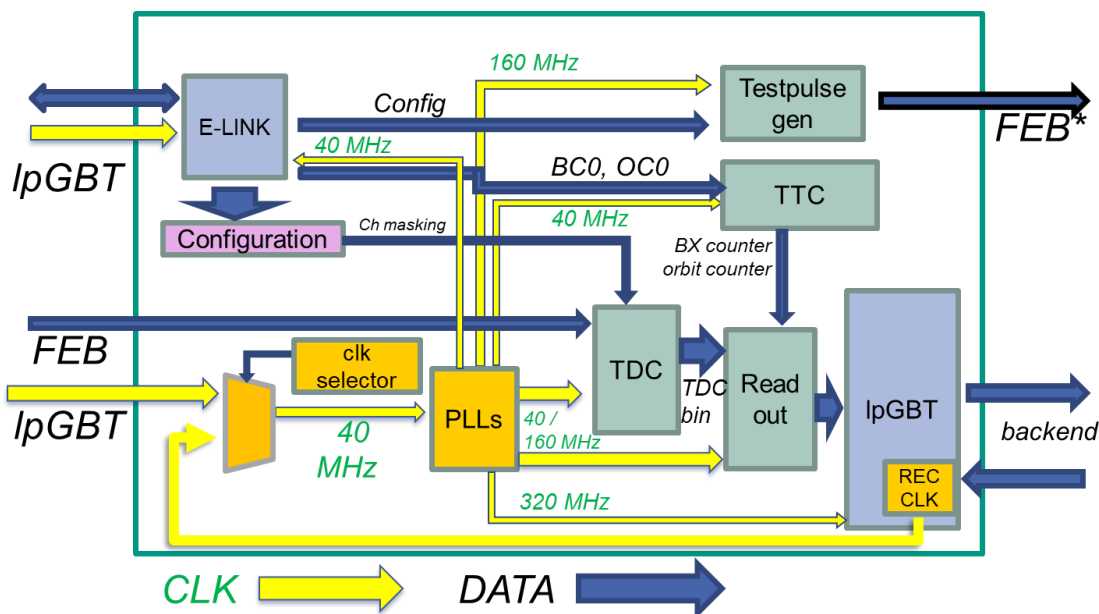 160 MHz
Testpulse
gen
FEB*
E-LINK
Config
lpGBT
40 MHz
BC0, OC0
TTC
40 MHz
Configuration
Ch masking
BX counter
orbit counter
FEB
clk
selector
TDC
TDC
bin
Read
out
lpGBT
lpGBT
PLLs
40 /
160 MHz
40
MHz
backend
REC
CLK
320 MHz
CLK
DATA